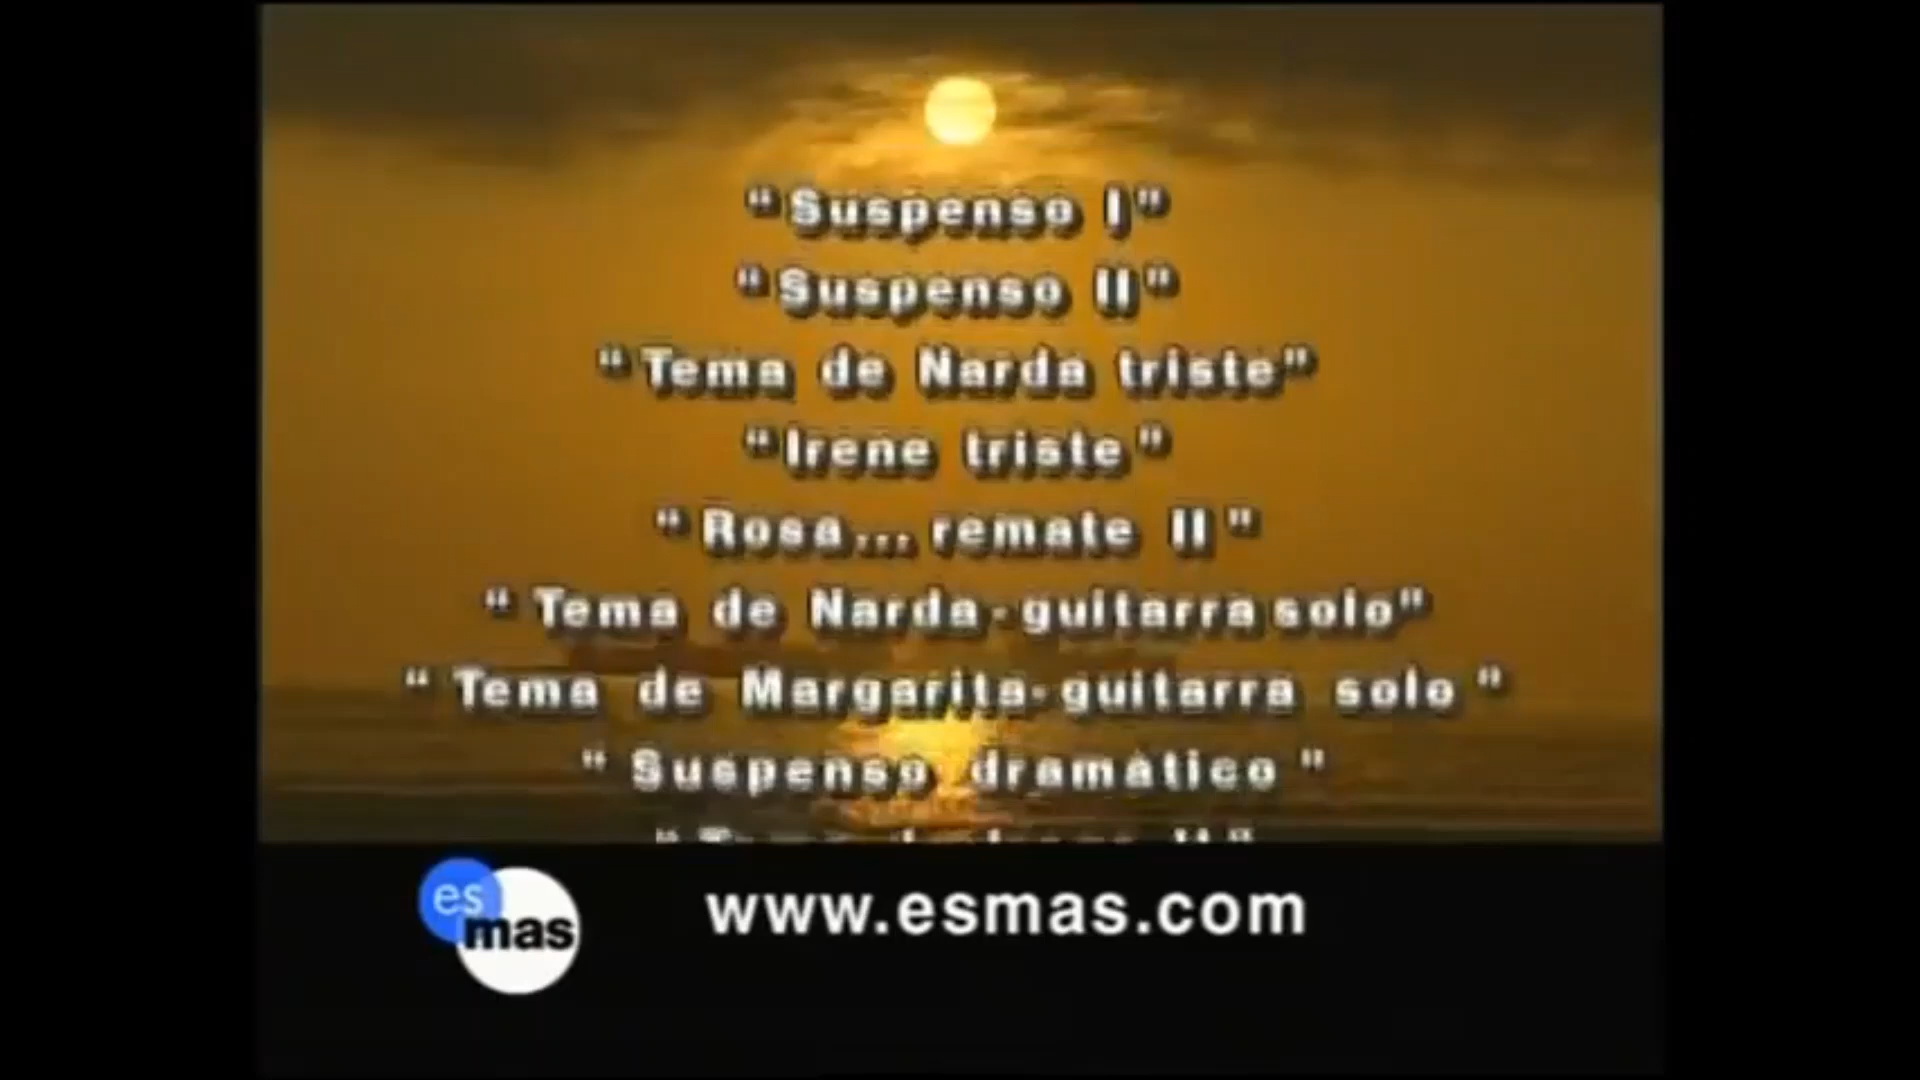 “Suspenso I”
“Suspenso II”
“Tema de Narda triste”
“Irene triste”
“Rosa... remate II”
“Tema de Narda-guitarra solo”
“Tema de Margarita-guitarra solo”
“Suspenso dramático”
es
mas
www.esmas.com